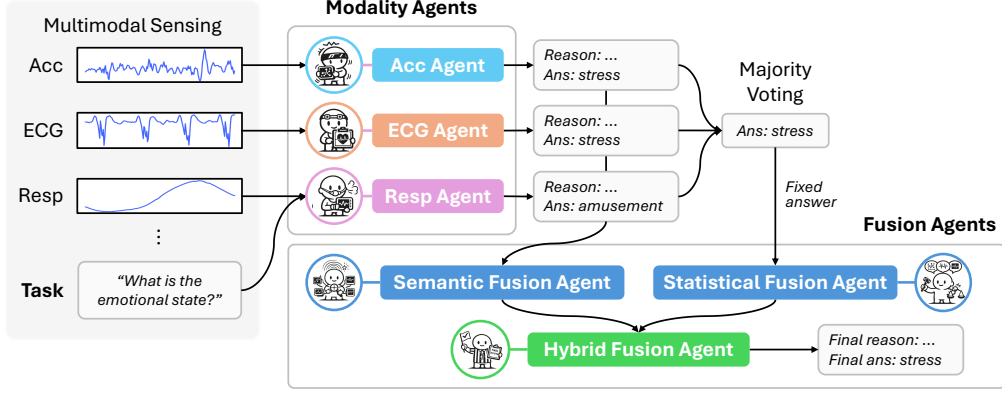 Multimodal Sensing
Modality Agents
Acc
ECG
Resp
⋮
Task
“What is the
emotional state?”
Acc Agent
ECG Agent
Resp Agent
Reason: ...
Ans: stress
Reason: ...
Ans: stress
Reason: ...
Ans: amusement
Majority
Voting
Ans: stress
Fixed
answer
Fusion Agents
Semantic Fusion Agent
Statistical Fusion Agent
Hybrid Fusion Agent
Final reason: ...
Final ans: stress